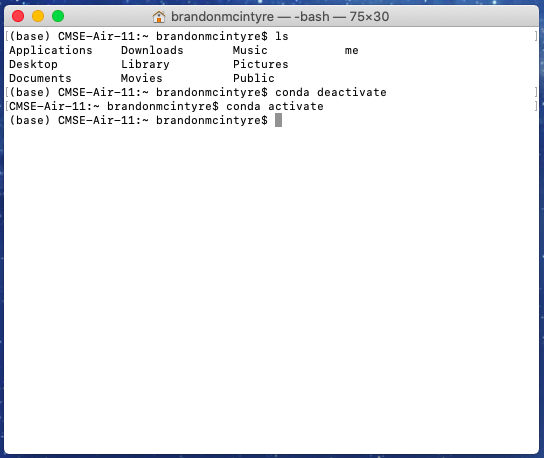 brandonmcintyre — -bash — 75×30
(base) CMSE-Air-11:~ brandonmcintyre$ ls
Applications Downloads Music me
Desktop Library Pictures
Documents Movies Public
(base) CMSE-Air-11:~ brandonmcintyre$ conda deactivate
CMSE-Air-11:~ brandonmcintyre$ conda activate
(base) CMSE-Air-11:~ brandonmcintyre$